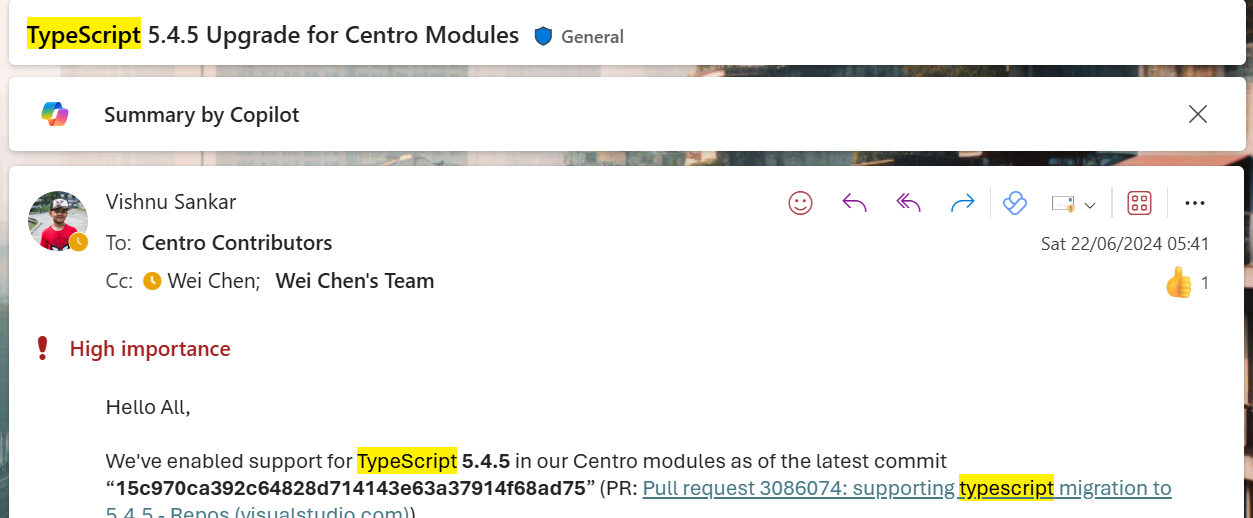 TypeScript 5.4.5 Upgrade for Centro Modules General
Summary by Copilot
Vishnu Sankar
To: Centro Contributors
Sat 22/06/2024 05:41
Cc: Wei Chen; Wei Chen's Team
1
High importance
Hello All,
We've enabled support for TypeScript 5.4.5 in our Centro modules as of the latest commit
“15c970ca392c64828d714143e63a37914f68ad75” (PR: Pull request 3086074: supporting typescript migration to
5.4.5 - Repos (visualstudio.com))